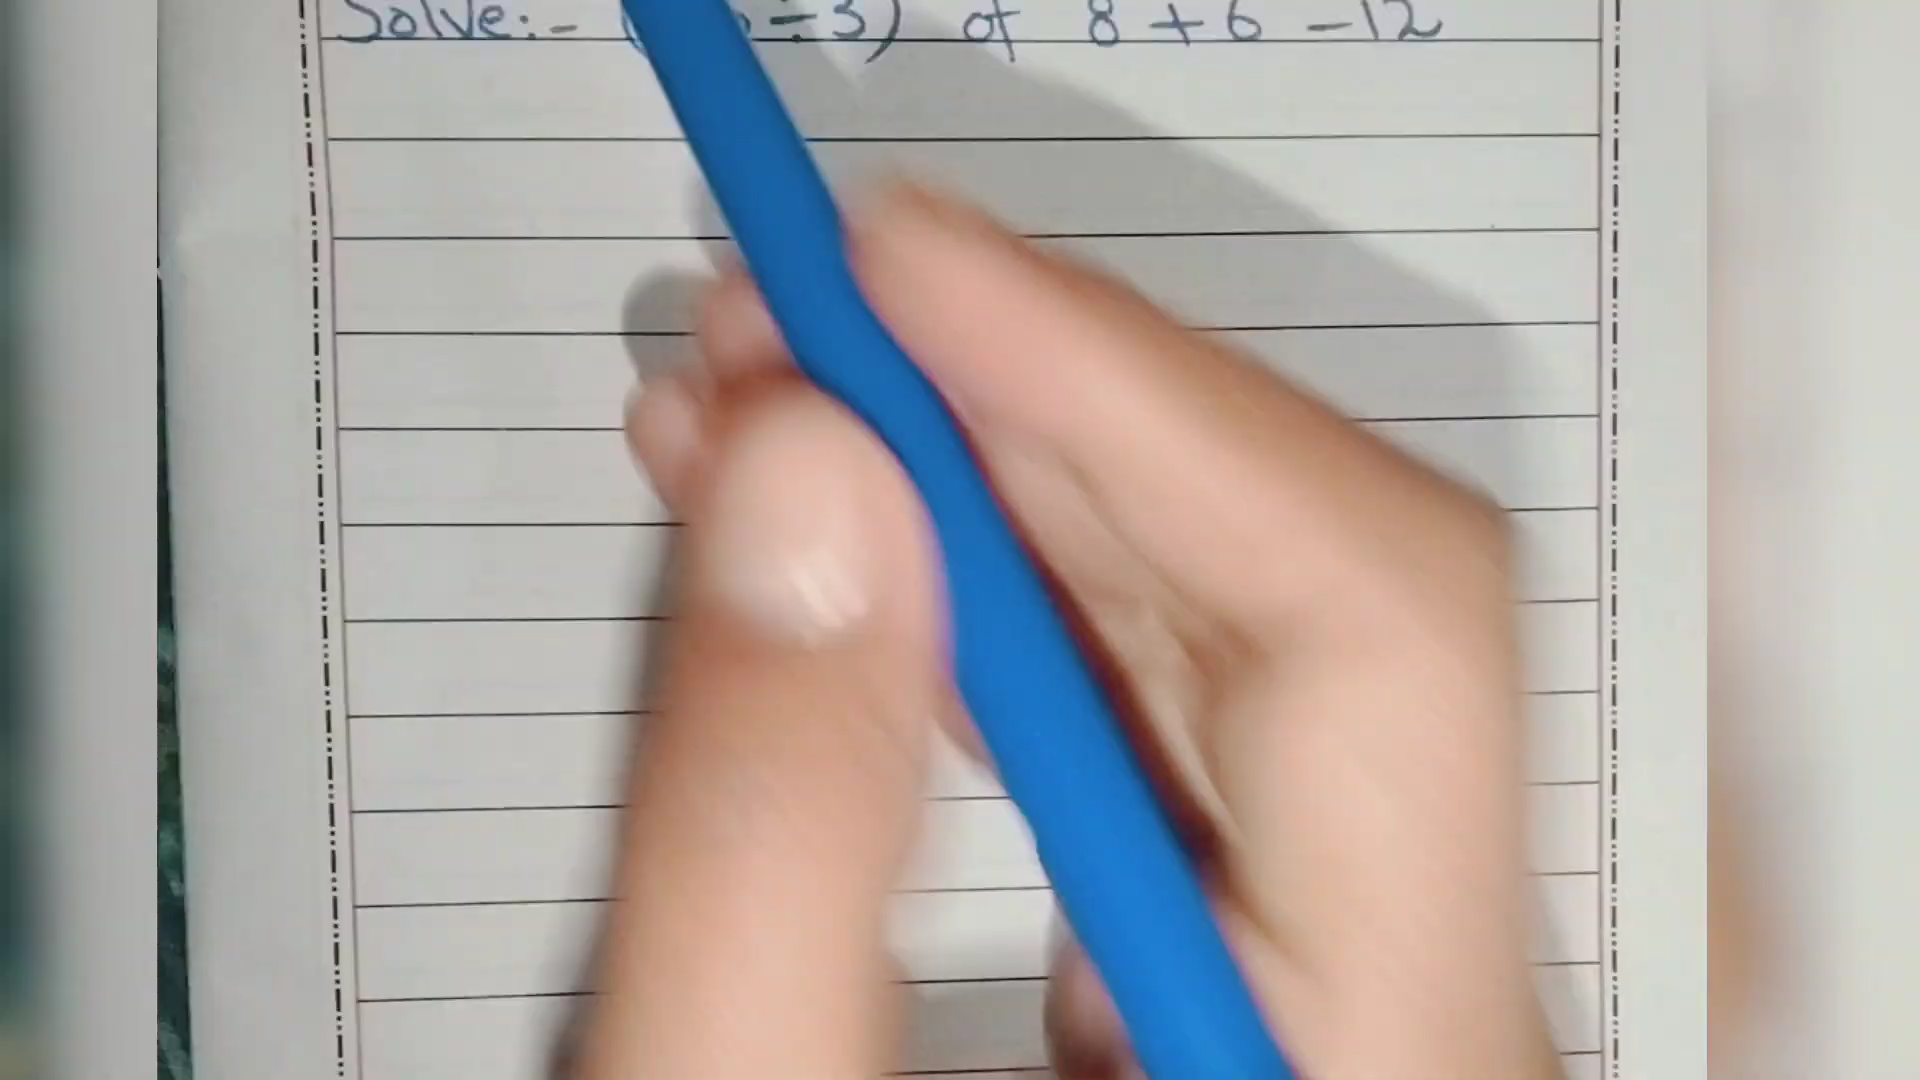 Solve:- ( ÷3) of 8+6-12